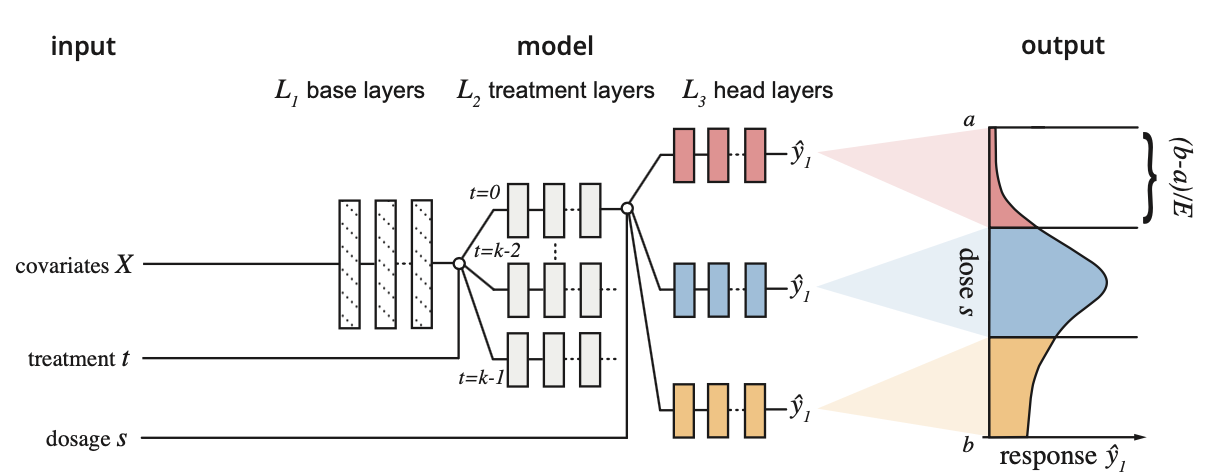 input
model
output
L₁ base layers
L₂ treatment layers
L₃ head layers
a
ŷ₁
(b-a)/E
t=0
t=k-2
covariates X
dose s
ŷ₁
treatment t
t=k-1
ŷ₁
dosage s
b
response ŷ₁